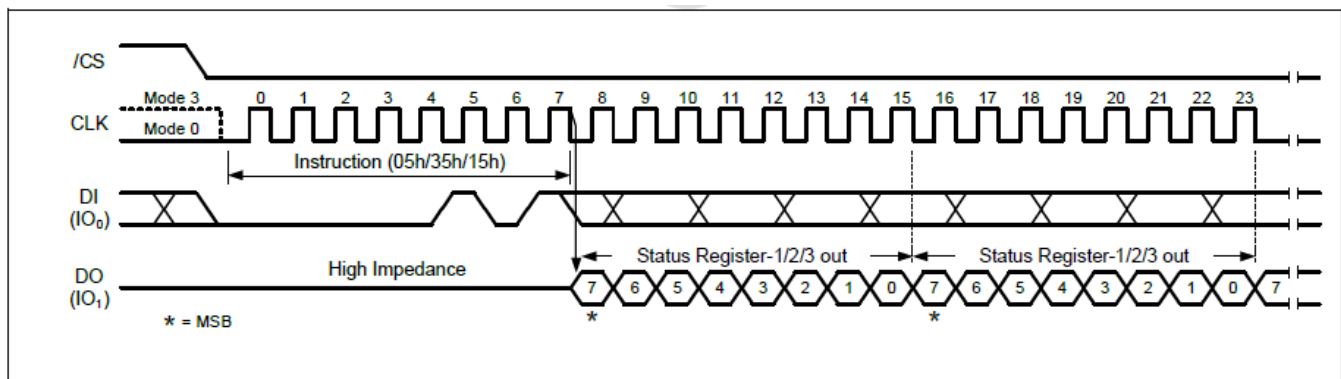 /CS
Mode 3
0 1 2 3 4 5 6 7 8 9 10 11 12 13 14 15 16 17 18 19 20 21 22 23
CLK
Mode 0
Instruction (05h/35h/15h)
DI
(IO₀)
Status Register-1/2/3 out Status Register-1/2/3 out
High Impedance
DO
(IO₁)
7 6 5 4 3 2 1 0 7 6 5 4 3 2 1 0 7
* *
* = MSB